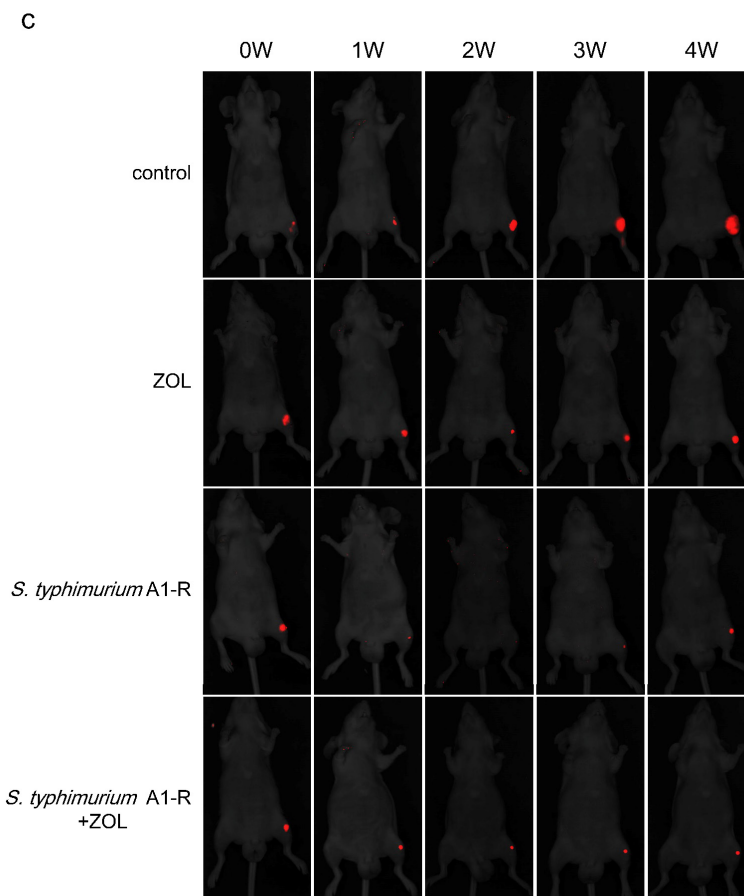 C
0W 1W 2W 3W 4W
control
ZOL
S. typhimurium A1-R
S. typhimurium A1-R
+ZOL